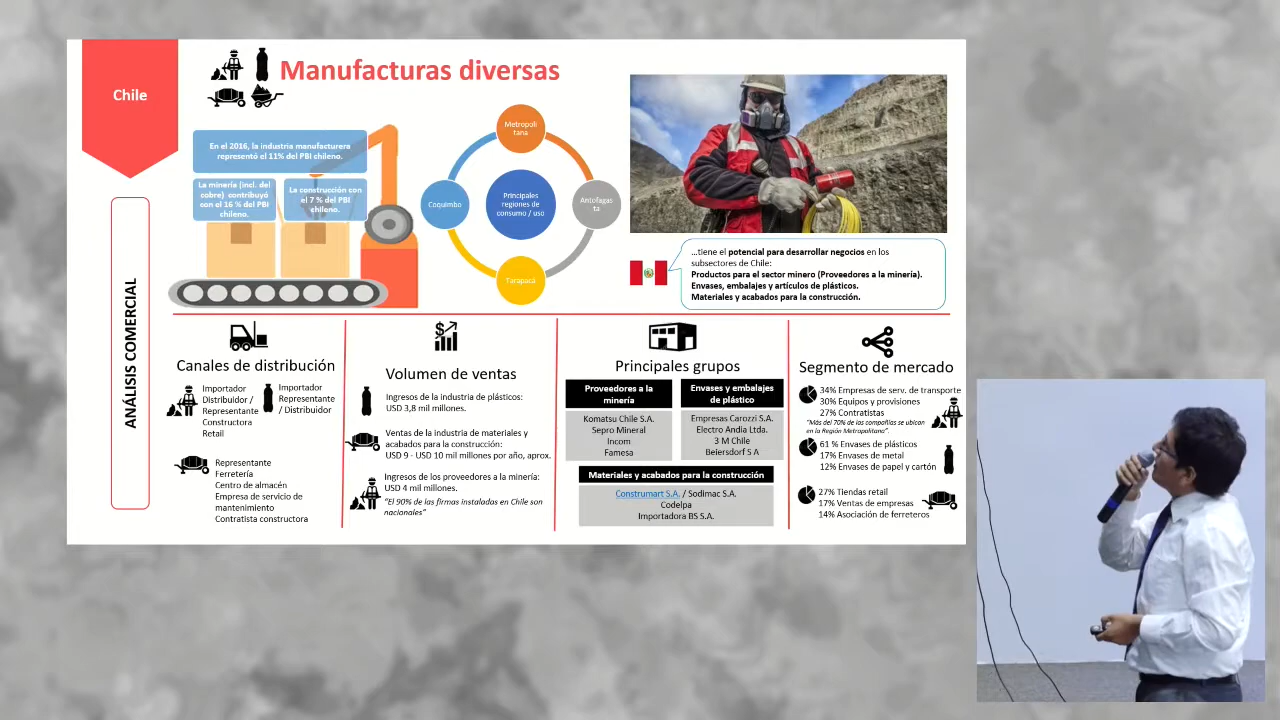 Chile
Manufacturas diversas
En el 2016, la industria manufacturera
representó el 11% del PBI chileno.
La minería (incl. del
cobre) contribuyó
con el 16 % del PBI
chileno.
La construcción con
el 7 % del PBI
chileno.
Metropoli
tana
Coquimbo
Principales
regiones de
consumo / uso
Antofagas
ta
Tarapacá
...tiene el potencial para desarrollar negocios en los
subsectores de Chile:
Productos para el sector minero (Proveedores a la minería).
Envases, embalajes y artículos de plásticos.
Materiales y acabados para la construcción.
ANÁLISIS COMERCIAL
Canales de distribución
Importador
Distribuidor /
Representante
Constructora
Retail
Importador
Representante
/ Distribuidor
Representante
Ferretería
Centro de almacén
Empresa de servicio de
mantenimiento
Contratista constructora
$
Volumen de ventas
Ingresos de la industria de plásticos:
USD 3,8 mil millones.
Ventas de la industria de materiales y
acabados para la construcción:
USD 9 - USD 10 mil millones por año, aprox.
Ingresos de los proveedores a la minería:
USD 4 mil millones.
"El 90% de las firmas instaladas en Chile son
nacionales"
Principales grupos
Proveedores a la
minería
Komatsu Chile S.A.
Sepro Mineral
Incom
Famesa
Envases y embalajes
de plástico
Empresas Carozzi S.A.
Electro Andia Ltda.
3 M Chile
Beiersdorf S A
Materiales y acabados para la construcción
Construmart S.A. / Sodimac S.A.
Codelpa
Importadora BS S.A.
Segmento de mercado
34% Empresas de serv. de transporte
30% Equipos y provisiones
27% Contratistas
"Más del 70% de las compañías se ubican
en la Región Metropolitana".
61 % Envases de plásticos
17% Envases de metal
12% Envases de papel y cartón
27% Tiendas retail
17% Ventas de empresas
14% Asociación de ferreteros